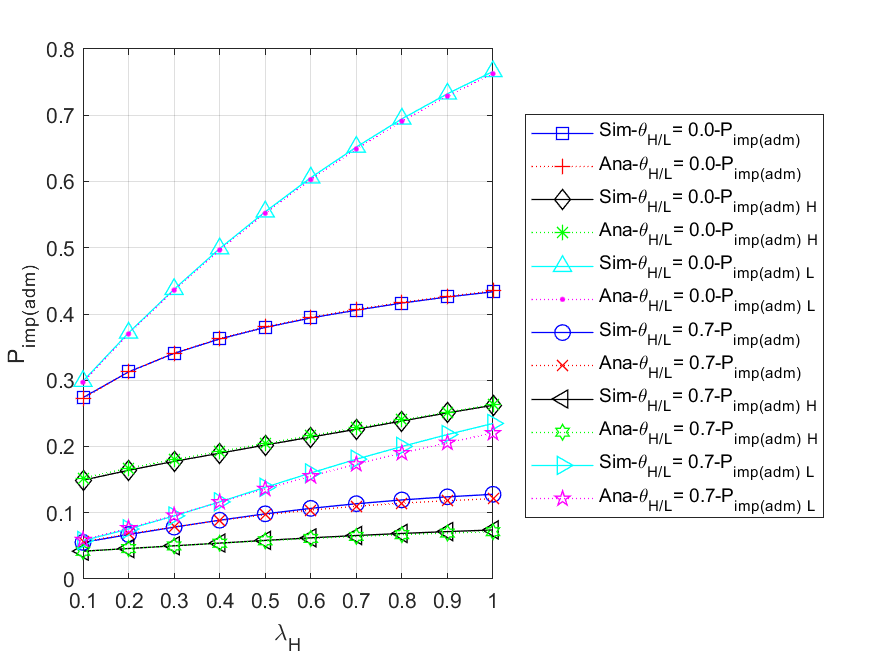 0.8
0.7
0.6
0.5
0.4
0.3
0.2
0.1
0
P_imp(adm)
0.1 0.2 0.3 0.4 0.5 0.6 0.7 0.8 0.9 1
λ_H
Sim-θ_H/L= 0.0-P_imp(adm)
Ana-θ_H/L= 0.0-P_imp(adm)
Sim-θ_H/L= 0.0-P_imp(adm) H
Ana-θ_H/L= 0.0-P_imp(adm) H
Sim-θ_H/L= 0.0-P_imp(adm) L
Ana-θ_H/L= 0.0-P_imp(adm) L
Sim-θ_H/L= 0.7-P_imp(adm)
Ana-θ_H/L= 0.7-P_imp(adm)
Sim-θ_H/L= 0.7-P_imp(adm) H
Ana-θ_H/L= 0.7-P_imp(adm) H
Sim-θ_H/L= 0.7-P_imp(adm) L
Ana-θ_H/L= 0.7-P_imp(adm) L